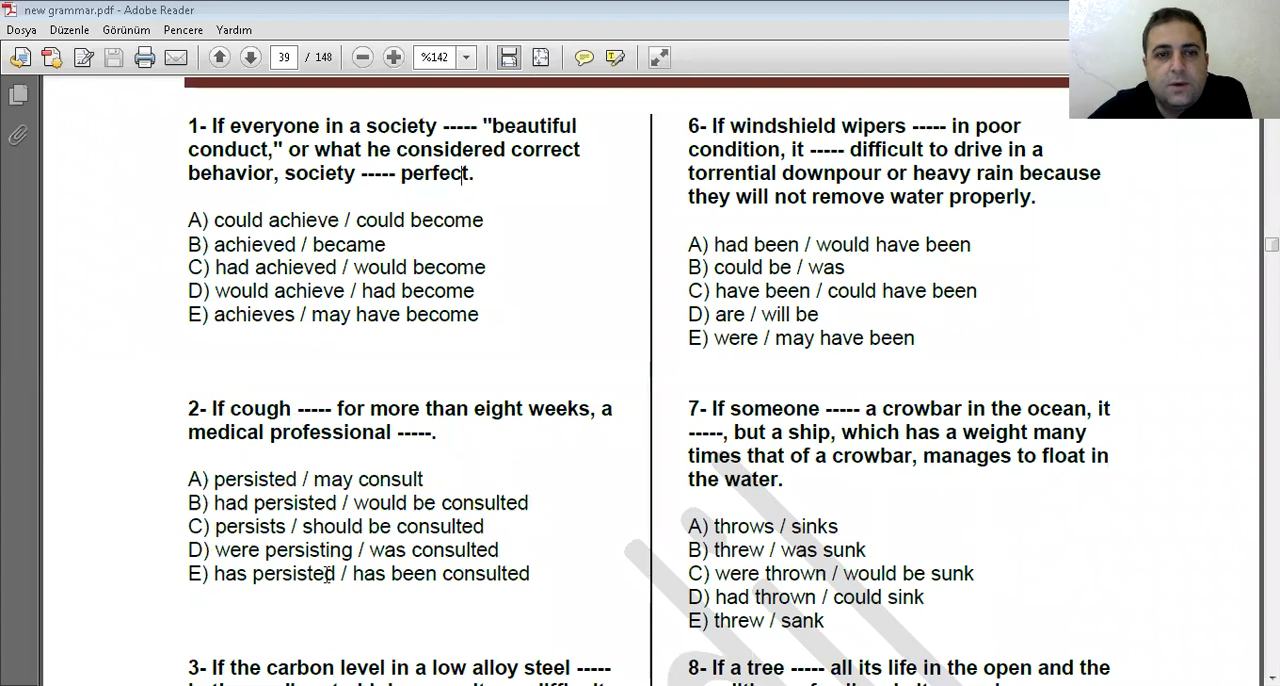 new grammar.pdf - Adobe Reader
Dosya Düzenle Görünüm Pencere Yardım
39 / 148 %142
1- If everyone in a society ----- "beautiful
conduct," or what he considered correct
behavior, society ----- perfect.
A) could achieve / could become
B) achieved / became
C) had achieved / would become
D) would achieve / had become
E) achieves / may have become
2- If cough ----- for more than eight weeks, a
medical professional -----.
A) persisted / may consult
B) had persisted / would be consulted
C) persists / should be consulted
D) were persisting / was consulted
E) has persisted / has been consulted
3- If the carbon level in a low alloy steel -----
6- If windshield wipers ----- in poor
condition, it ----- difficult to drive in a
torrential downpour or heavy rain because
they will not remove water properly.
A) had been / would have been
B) could be / was
C) have been / could have been
D) are / will be
E) were / may have been
7- If someone ----- a crowbar in the ocean, it
-----, but a ship, which has a weight many
times that of a crowbar, manages to float in
the water.
A) throws / sinks
B) threw / was sunk
C) were thrown / would be sunk
D) had thrown / could sink
E) threw / sank
8- If a tree ----- all its life in the open and the